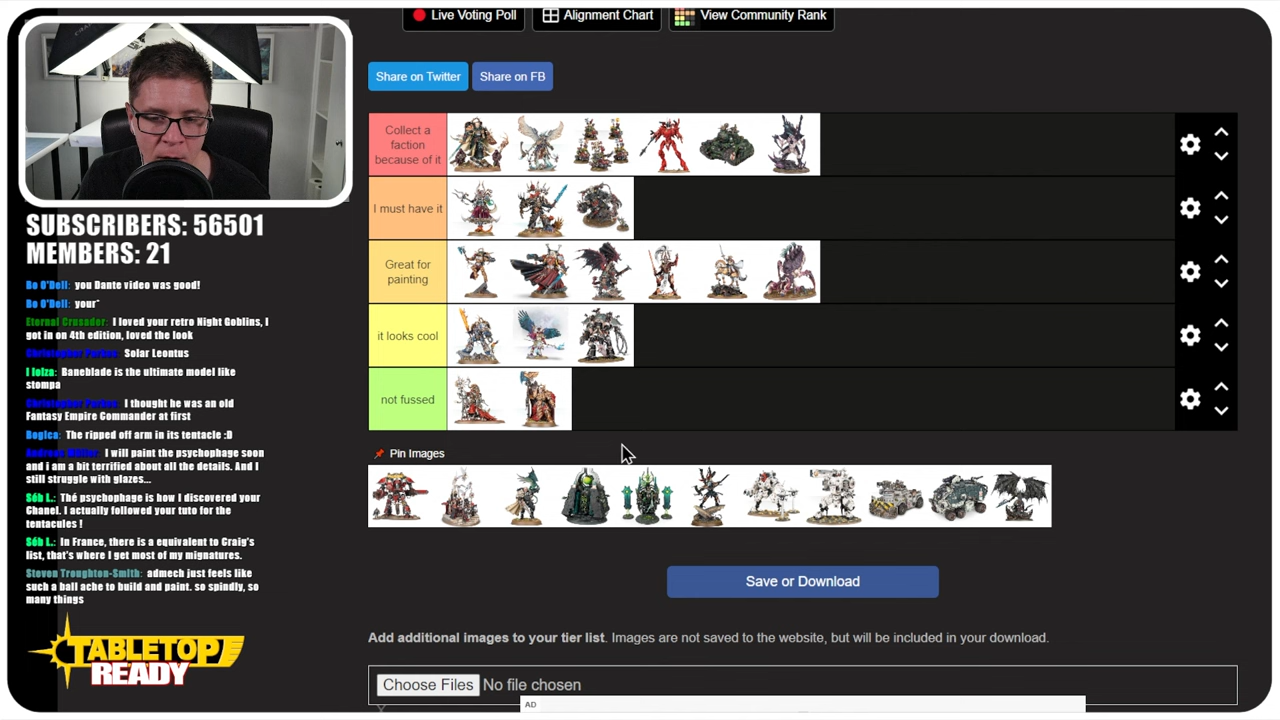 Live Voting Poll
Alignment Chart
View Community Rank
Share on Twitter
Share on FB
Collect a
faction
because of it
I must have it
Great for
painting
it looks cool
not fussed
Pin Images
Save or Download
Add additional images to your tier list. Images are not saved to the website, but will be included in your download.
Choose Files No file chosen
AD
X
SUBSCRIBERS: 56501
MEMBERS: 21
Bo O'Dell: you Dante video was good!
Bo O'Dell: your*
Eternal Crusader: I loved your retro Night Goblins, I
got in on 4th edition, loved the look
Solar Leontus
I lolza: Baneblade is the ultimate model like
stompa
I thought he was an old
Fantasy Empire Commander at first
Bogica: The ripped off arm in its tentacle :D
I will paint the psychophage soon
and i am a bit terrified about all the details. And I
still struggle with glazes...
Séb L.: Thé psychophage is how I discovered your
Chanel. I actually followed your tuto for the
tentacules !
Séb L.: In France, there is a equivalent to Craig's
list, that's where I get most of my mignatures.
Steven Troughton-Smith: admech just feels like
such a ball ache to build and paint. so spindly, so
many things
TABLETOP
READY